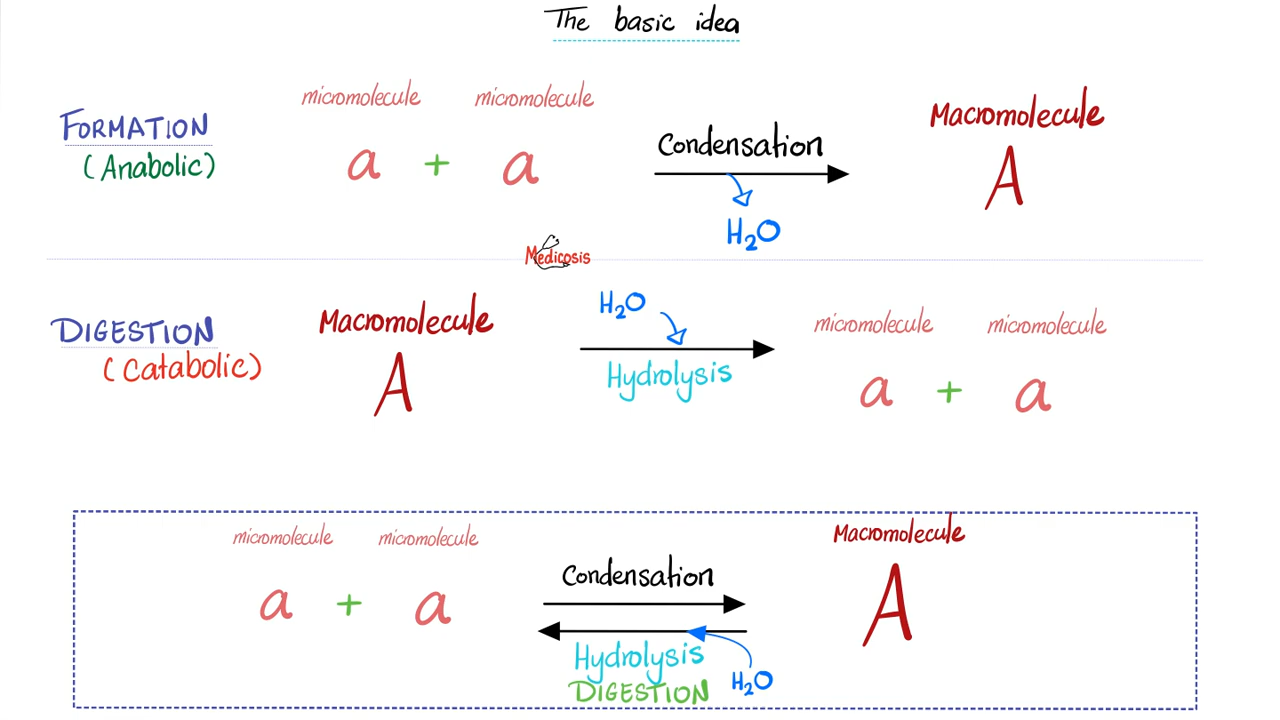 The basic idea
micromolecule micromolecule Macromolecule
FORMATION
(Anabolic) a + a Condensation A
H2O
Medicosis
DIGESTION Macromolecule H2O micromolecule micromolecule
(Catabolic) A Hydrolysis a + a
micromolecule micromolecule Macromolecule
a + a Condensation A
Hydrolysis
DIGESTION H2O